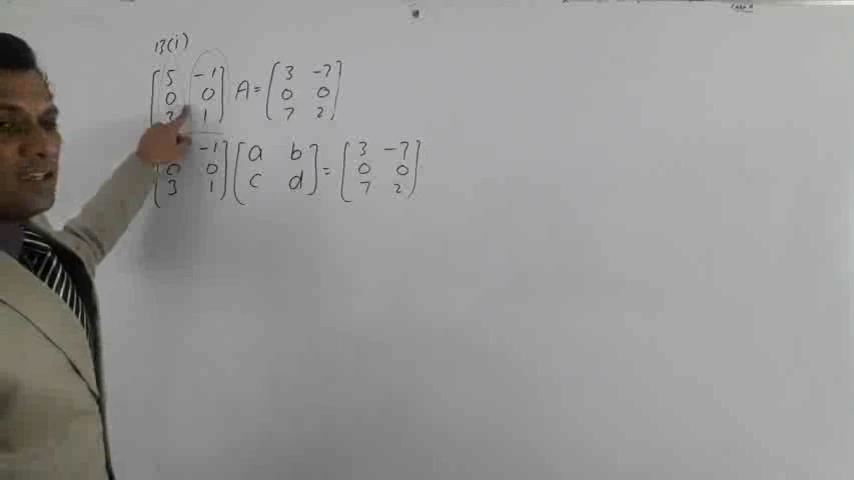 13(i)
[ 5 -1 ]
[ 0 0 ] A = [ 3 -7 ]
[ 1 ] [ 0 0 ]
[ 7 2 ]
[ -1 ] [ a b ] = [ 3 -7 ]
[ 0 0 ] [ c d ] [ 0 0 ]
[ 3 1 ] [ 7 2 ]